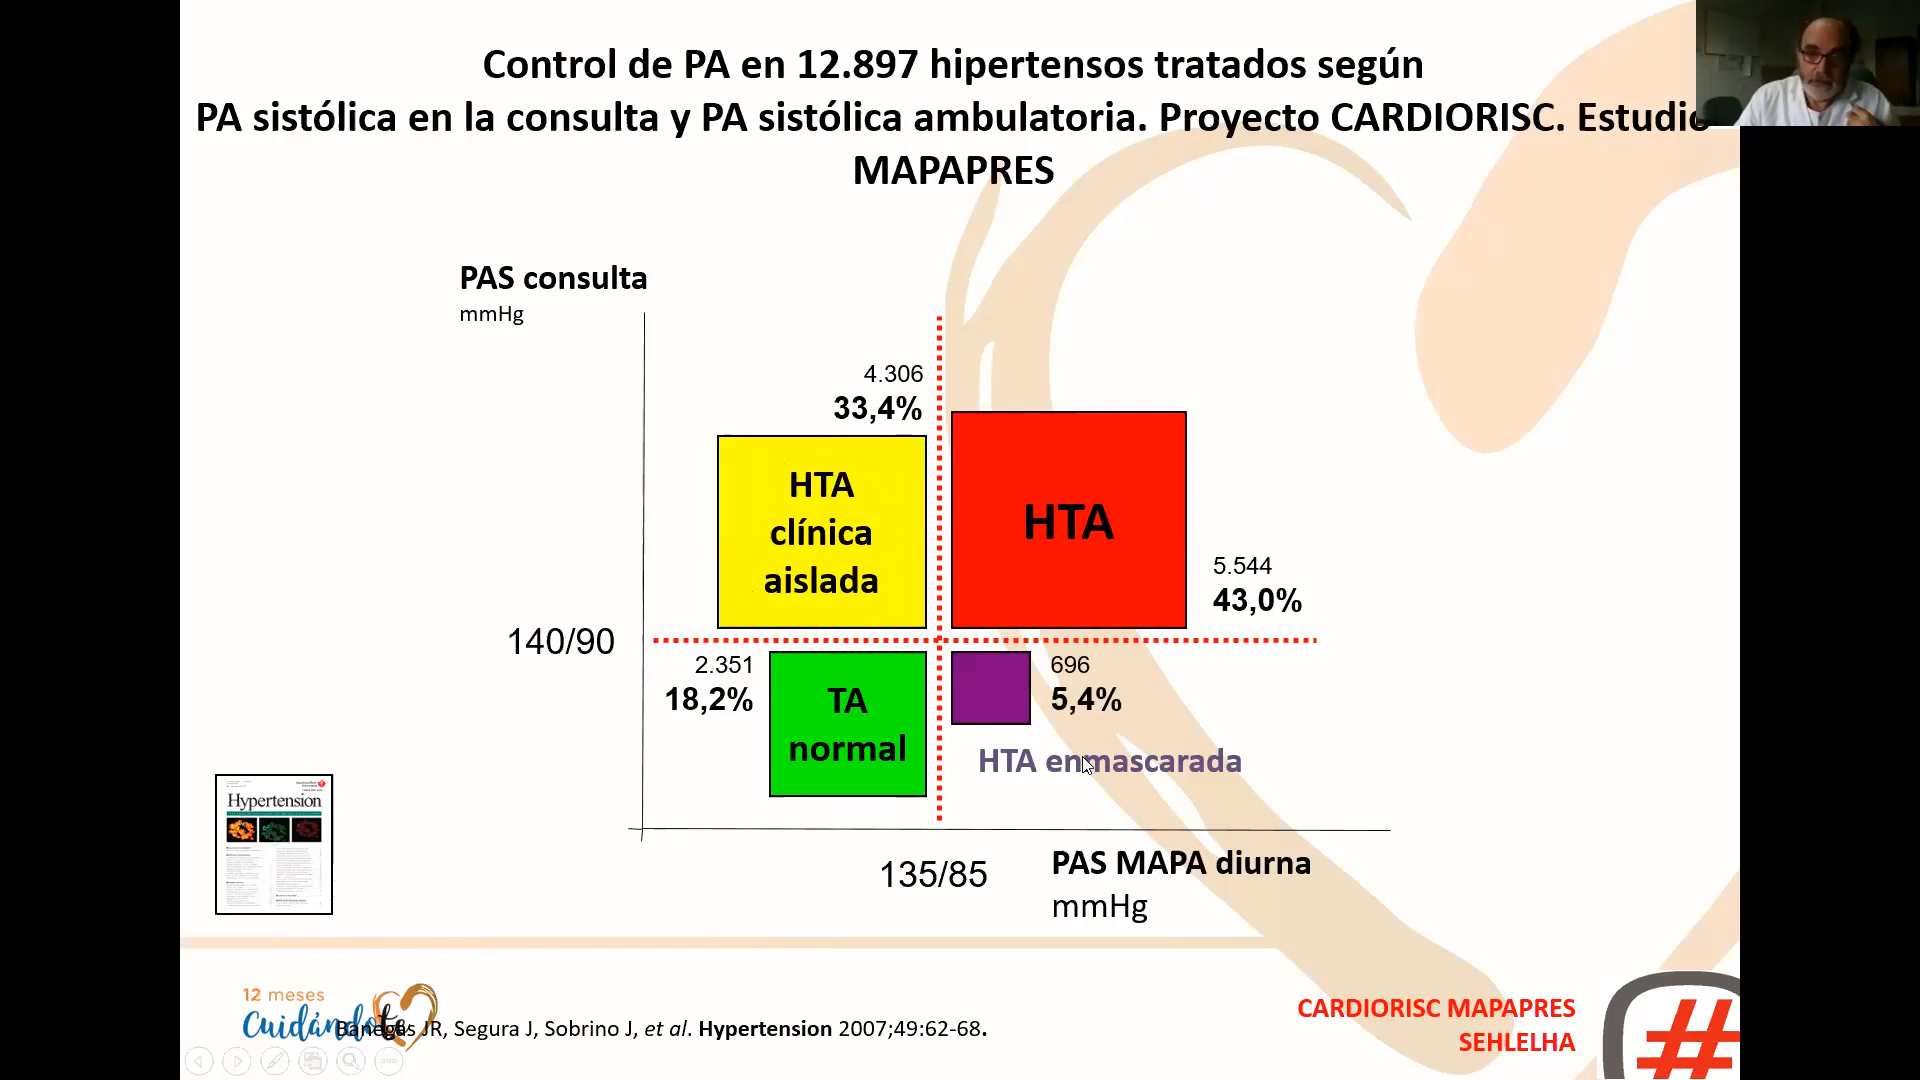 Control de PA en 12.897 hipertensos tratados según
PA sistólica en la consulta y PA sistólica ambulatoria. Proyecto CARDIORISC. Estudio
MAPAPRES
PAS consulta
mmHg
4.306
33,4%
HTA
clínica
aislada
HTA
5.544
43,0%
140/90
2.351
18,2%
TA
normal
696
5,4%
HTA enmascarada
Hypertension
135/85
PAS MAPA diurna
mmHg
12 meses
Cuidándote
Banegas JR, Segura J, Sobrino J, et al. Hypertension 2007;49:62-68.
CARDIORISC MAPAPRES
SEHLELHA
#